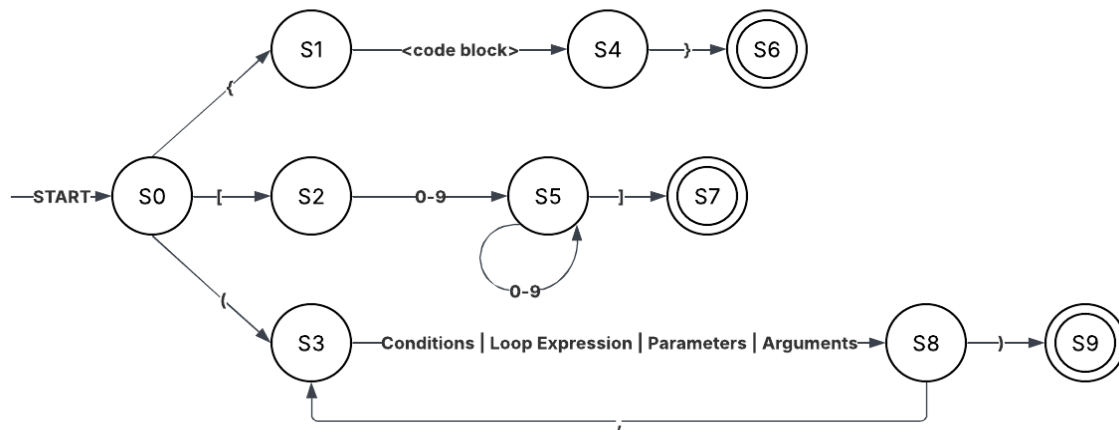 S1
<code block>
S4
}
S6
{
START
S0
[
S2
0-9
S5
]
S7
0-9
(
S3
Conditions | Loop Expression | Parameters | Arguments
S8
)
S9
,